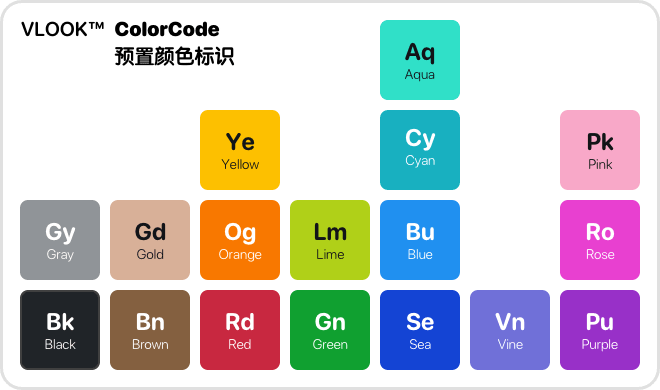 VLOOK™ ColorCode
预置颜色标识
Aq
Aqua
Ye
Yellow
Cy
Cyan
Pk
Pink
Gy
Gray
Gd
Gold
Og
Orange
Lm
Lime
Bu
Blue
Ro
Rose
Bk
Black
Bn
Brown
Rd
Red
Gn
Green
Se
Sea
Vn
Vine
Pu
Purple